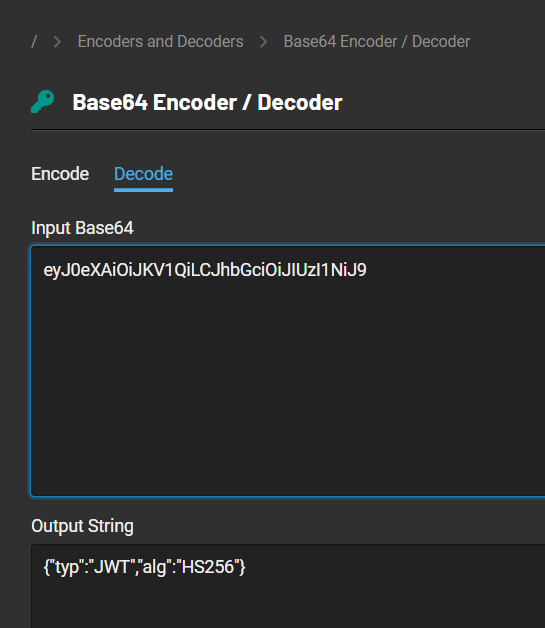 / > Encoders and Decoders > Base64 Encoder / Decoder
Base64 Encoder / Decoder
Encode Decode
Input Base64
eyJ0eXAiOiJKV1QiLCJhbGciOiJIUzI1NiJ9
Output String
{"typ":"JWT","alg":"HS256"}